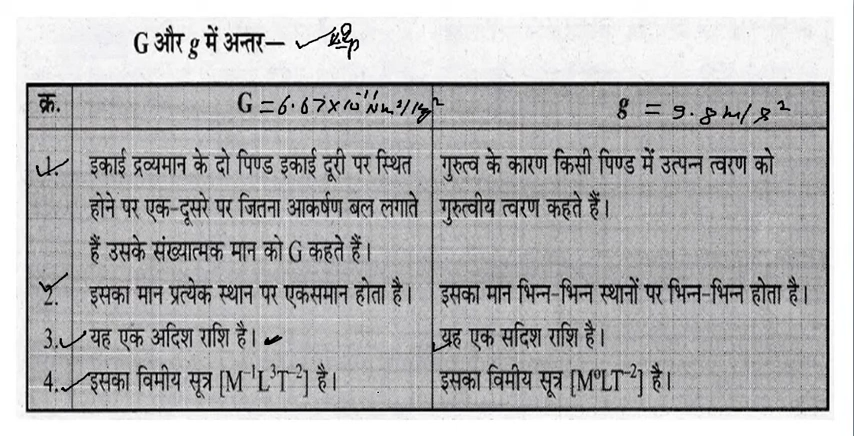 G और g में अन्तर—
क्र. G = 6.67×10⁻¹¹ Nm²/kg² g = 9.8 m/s²
1. इकाई द्रव्यमान के दो पिण्ड इकाई दूरी पर स्थित गुरुत्व के कारण किसी पिण्ड में उत्पन्न त्वरण को
होने पर एक-दूसरे पर जितना आकर्षण बल लगाते गुरुत्वीय त्वरण कहते हैं।
हैं उसके संख्यात्मक मान को G कहते हैं।
2. इसका मान प्रत्येक स्थान पर एकसमान होता है। इसका मान भिन्न-भिन्न स्थानों पर भिन्न-भिन्न होता है।
3. यह एक अदिश राशि है। यह एक सदिश राशि है।
4. इसका विमीय सूत्र [M⁻¹L³T⁻²] है। इसका विमीय सूत्र [M⁰LT⁻²] है।